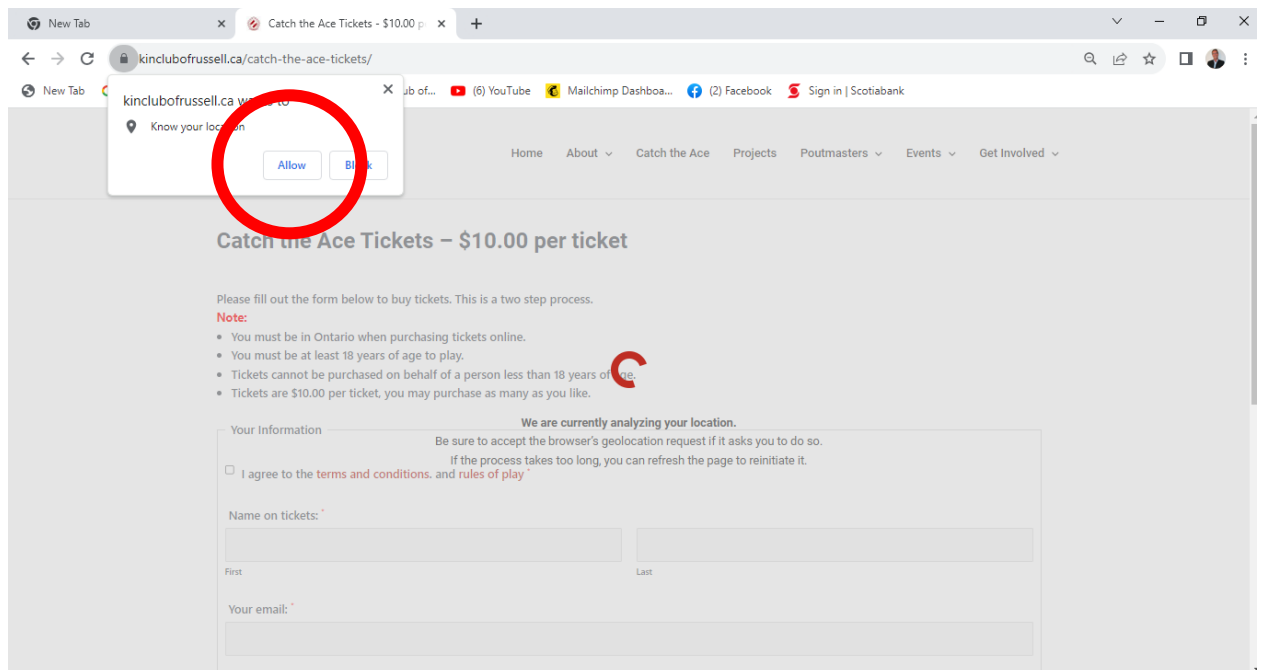 New Tab
Catch the Ace Tickets - $10.00 p
kinclubofrussell.ca/catch-the-ace-tickets/
New Tab
ub of...
(6) YouTube
Mailchimp Dashboa...
(2) Facebook
Sign in | Scotiabank
kinclubofrussell.ca to
Know your location
Allow
Home About Catch the Ace Projects Poutmasters Events Get Involved
Catch the Ace Tickets – $10.00 per ticket
Please fill out the form below to buy tickets. This is a two step process.
Note:
• You must be in Ontario when purchasing tickets online.
• You must be at least 18 years of age to play.
• Tickets cannot be purchased on behalf of a person less than 18 years of age.
• Tickets are $10.00 per ticket, you may purchase as many as you like.
We are currently analyzing your location.
Your Information
Be sure to accept the browser's geolocation request if it asks you to do so.
If the process takes too long, you can refresh the page to reinitiate it.
I agree to the terms and conditions. and rules of play *
Name on tickets: *
First
Last
Your email: *